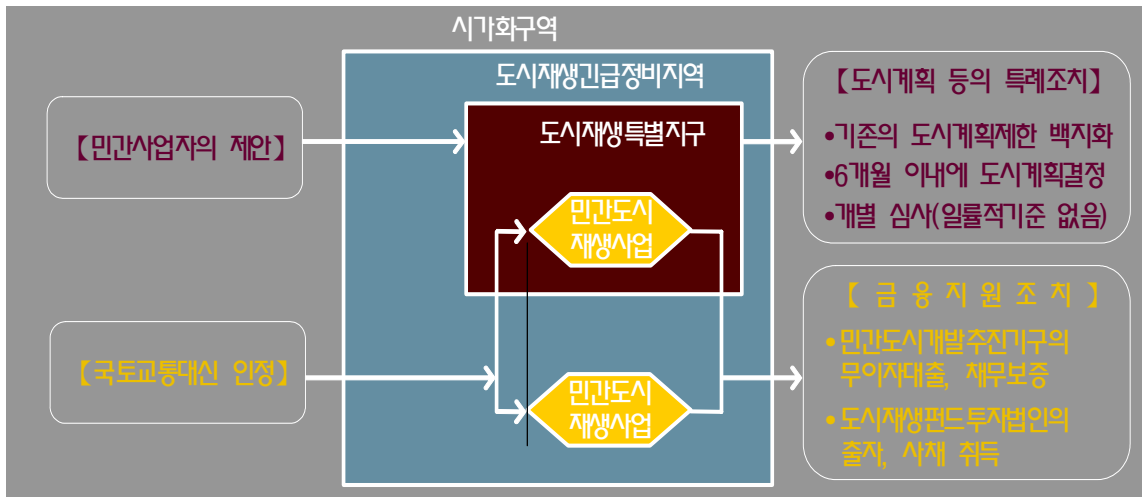 시가화구역
도시재생긴급정비지역
도시재생특별지구
【민간사업자의 제안】
민간도시
재생사업
【국토교통대신 인정】
민간도시
재생사업
【도시계획 등의 특례조치】
•기존의 도시계획제한 백지화
•6개월 이내에 도시계획결정
•개별 심사(일률적기준 없음)
【 금 융 지 원 조 치 】
•민간도시개발추진기구의
무이자대출, 채무보증
•도시재생펀드투자법인의
출자, 사채 취득